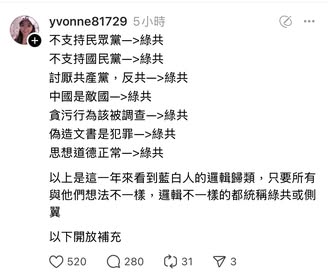 yvonne81729 5小時
不支持民眾黨—>綠共
不支持國民黨—>綠共
討厭共產黨，反共—>綠共
中國是敵國—>綠共
貪污行為該被調查—>綠共
偽造文書是犯罪—>綠共
思想道德正常—>綠共
以上是這一年來看到藍白人的邏輯歸類，只要所有
與他們想法不一樣，邏輯不一樣的都統稱綠共或側
翼
以下開放補充
520 280 31 3